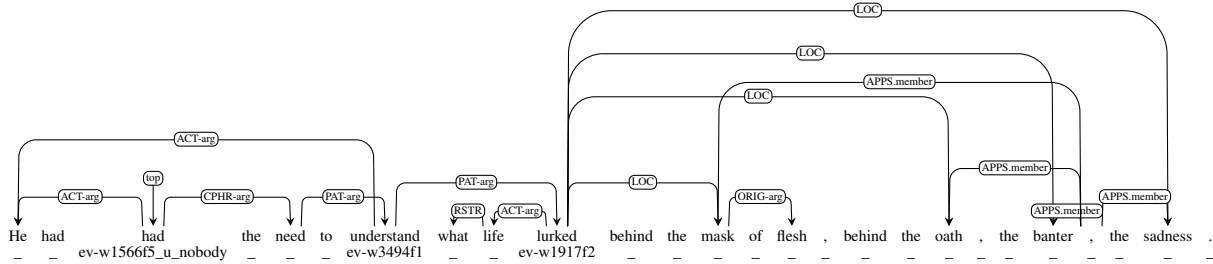 LOC
LOC
APPS.member
LOC
ACT-arg
APPS.member
top PAT-arg LOC
ACT-arg CPHR-arg PAT-arg ORIG-arg APPS.member
RSTR ACT-arg APPS.member
He had had the need to understand what life lurked behind the mask of flesh , behind the oath , the banter , the sadness .
_ _ ev-w1566f5_u_nobody _ _ _ ev-w3494f1 _ _ ev-w1917f2 _ _ _ _ _ _ _ _ _ _ _ _ _ _ _ _